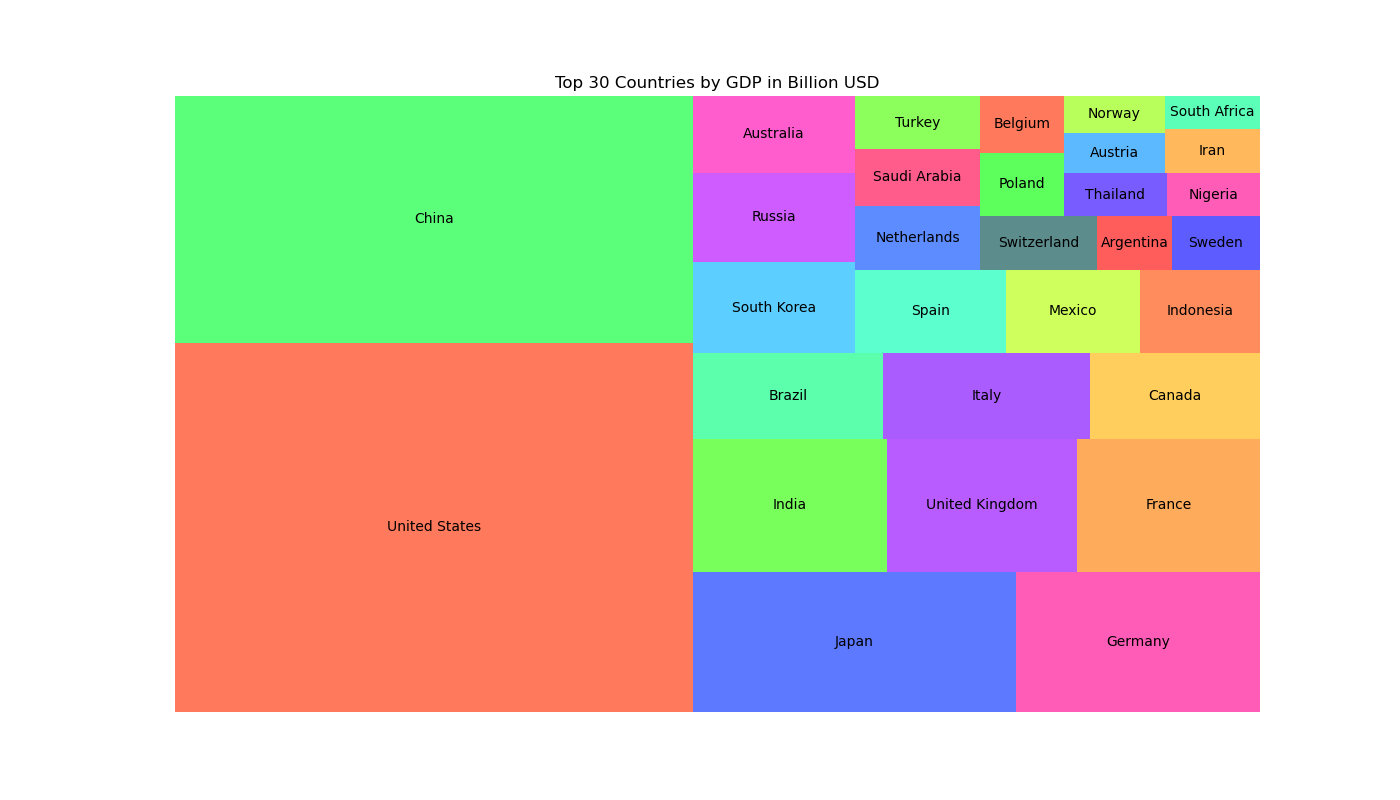 Top 30 Countries by GDP in Billion USD
China
Australia
Turkey
Belgium
Norway
South Africa
Austria
Iran
Saudi Arabia
Poland
Thailand
Nigeria
Russia
Netherlands
Switzerland
Argentina
Sweden
South Korea
Spain
Mexico
Indonesia
Brazil
Italy
Canada
United States
India
United Kingdom
France
Japan
Germany